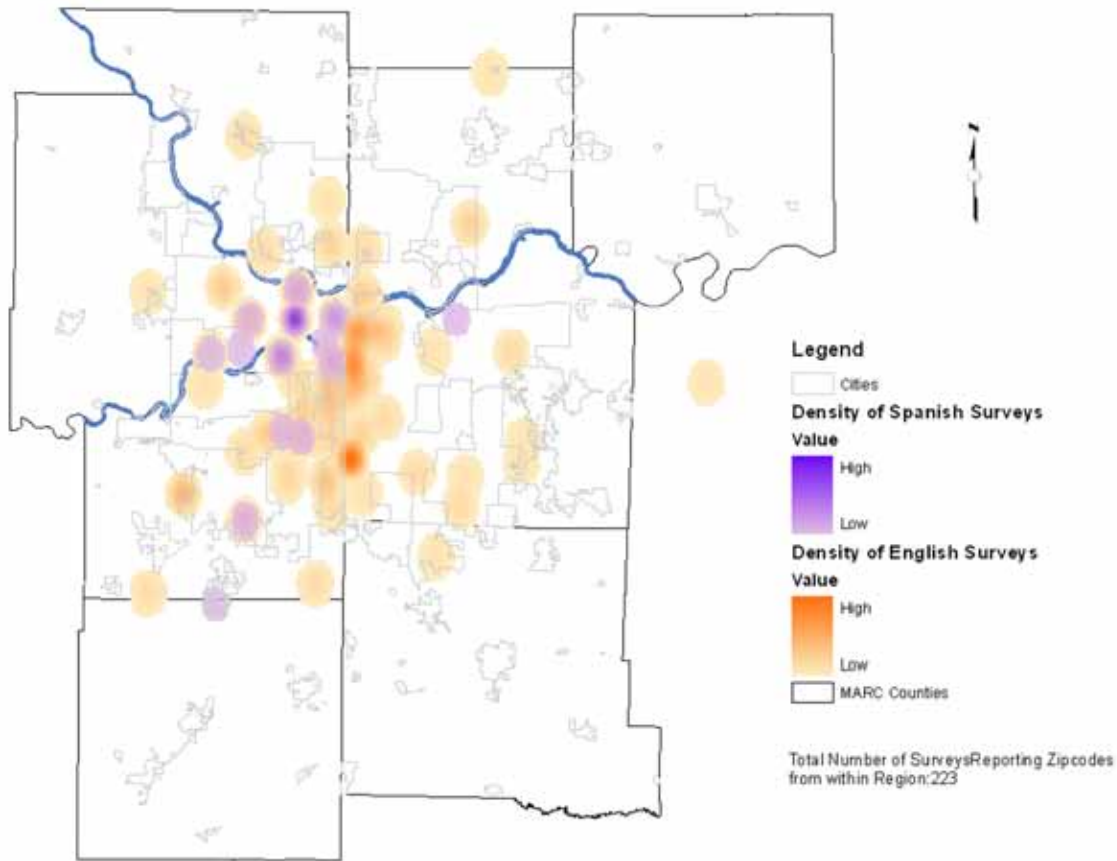 Legend
Cities
Density of Spanish Surveys
Value
High
Low
Density of English Surveys
Value
High
Low
MARC Counties
Total Number of SurveysReporting Zipcodes
from within Region:223